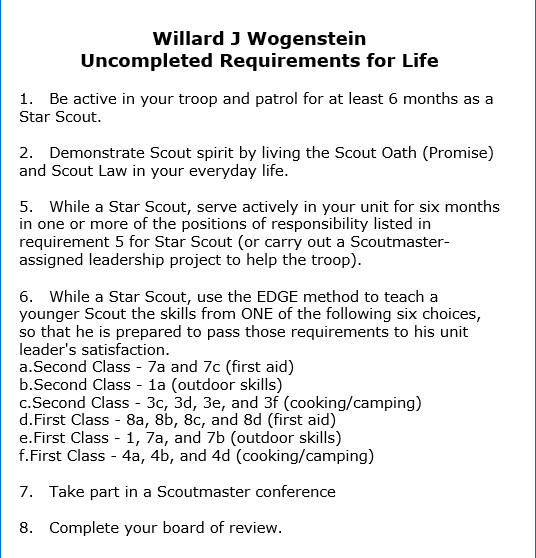 Willard J Wogenstein
Uncompleted Requirements for Life
1. Be active in your troop and patrol for at least 6 months as a
Star Scout.
2. Demonstrate Scout spirit by living the Scout Oath (Promise)
and Scout Law in your everyday life.
5. While a Star Scout, serve actively in your unit for six months
in one or more of the positions of responsibility listed in
requirement 5 for Star Scout (or carry out a Scoutmaster-
assigned leadership project to help the troop).
6. While a Star Scout, use the EDGE method to teach a
younger Scout the skills from ONE of the following six choices,
so that he is prepared to pass those requirements to his unit
leader's satisfaction.
a.Second Class - 7a and 7c (first aid)
b.Second Class - 1a (outdoor skills)
c.Second Class - 3c, 3d, 3e, and 3f (cooking/camping)
d.First Class - 8a, 8b, 8c, and 8d (first aid)
e.First Class - 1, 7a, and 7b (outdoor skills)
f.First Class - 4a, 4b, and 4d (cooking/camping)
7. Take part in a Scoutmaster conference
8. Complete your board of review.